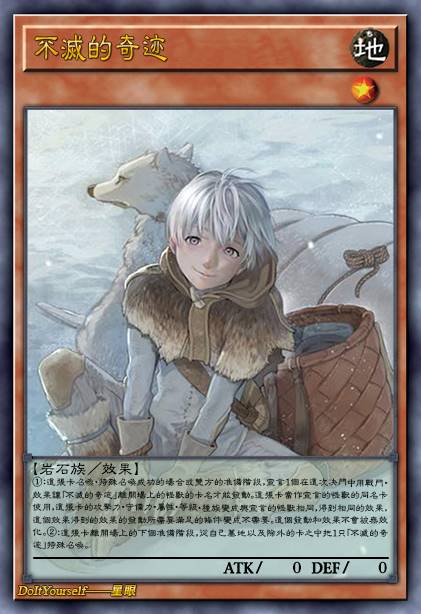 不滅的奇迹
地
【岩石族／效果】
①:這張卡召喚·特殊召喚成功的場合或雙方的准備階段,宣言1個在這次決鬥中用戰鬥·
效果讓「不滅的奇迹」離開場上的怪獸的卡名才能發動。這張卡當作宣言的怪獸的同名卡
使用,這張卡的攻擊力·守備力·屬性·等級·種族變成與宣言的怪獸相同,得到相同的效果。
這個效果得到的效果的發動所需要滿足的條件變成不需要。這個發動和效果不會被無效
化。②:這張卡離開場上的下個准備階段,從自己墓地以及除外的卡之中把1只「不滅的奇
迹」特殊召喚。
ATK/ 0 DEF/ 0
DoItYourself——星眼